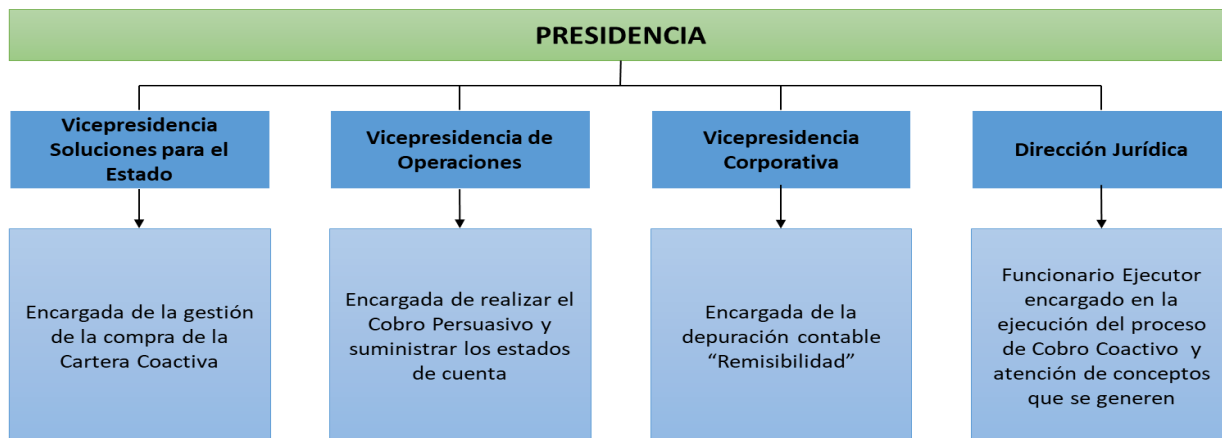 PRESIDENCIA
Vicepresidencia
Soluciones para el
Estado
Vicepresidencia de
Operaciones
Vicepresidencia
Corporativa
Dirección Jurídica
Encargada de la gestión
de la compra de la
Cartera Coactiva
Encargada de realizar el
Cobro Persuasivo y
suministrar los estados
de cuenta
Encargada de la
depuración contable
“Remisibilidad”
Funcionario Ejecutor
encargado en la
ejecución del proceso
de Cobro Coactivo y
atención de conceptos
que se generen